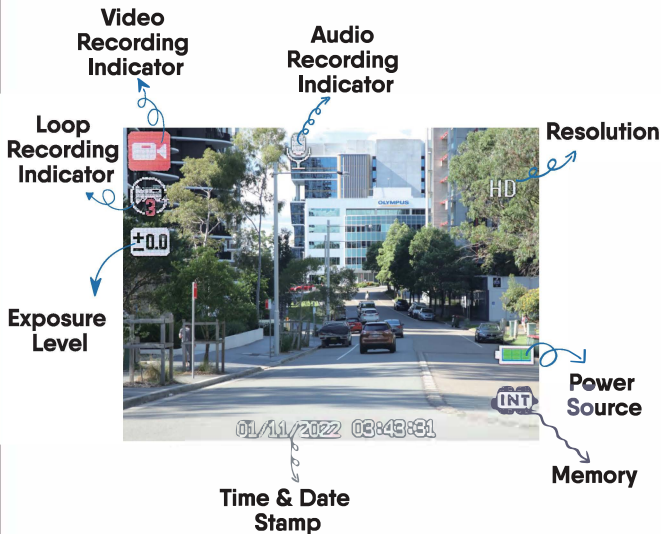 Video
Recording
Indicator
Audio
Recording
Indicator
Loop
Recording
Indicator
Resolution
HD
OLYMPUS
3
±0.0
Exposure
Level
Power
Source
INT
01/11/2022 03:43:31
Memory
Time & Date
Stamp